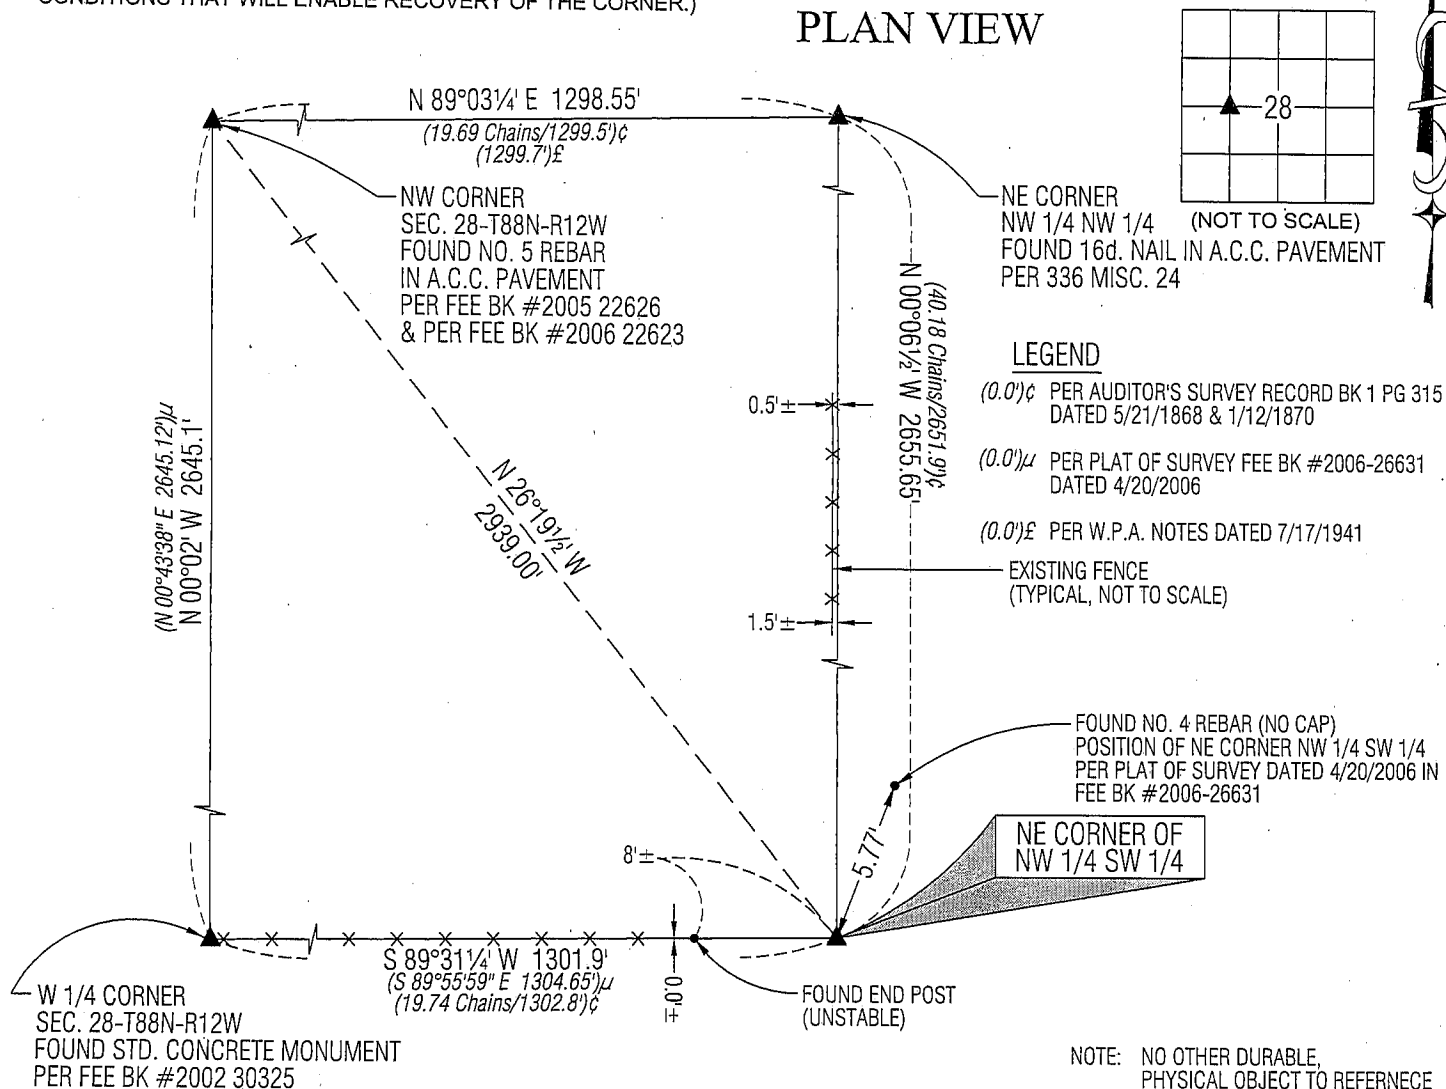 CONDITIONS THAT WILL ENABLE RECOVERY OF THE CORNER.)
PLAN VIEW
28
(NOT TO SCALE)
N 89°03¼' E 1298.55'
(19.69 Chains/1299.5')¢
(1299.7')£
NW CORNER
SEC. 28-T88N-R12W
FOUND NO. 5 REBAR
IN A.C.C. PAVEMENT
PER FEE BK #2005 22626
& PER FEE BK #2006 22623
NE CORNER
NW 1/4 NW 1/4
FOUND 16d. NAIL IN A.C.C. PAVEMENT
PER 336 MISC. 24
(40.18 Chains/2651.9')¢
N 00°06½' W 2655.65'
LEGEND
(0.0')¢ PER AUDITOR'S SURVEY RECORD BK 1 PG 315
DATED 5/21/1868 & 1/12/1870
(0.0')µ PER PLAT OF SURVEY FEE BK #2006-26631
DATED 4/20/2006
(0.0')£ PER W.P.A. NOTES DATED 7/17/1941
EXISTING FENCE
(TYPICAL, NOT TO SCALE)
0.5'±
1.5'±
(N 00°43'38" E 2645.12')µ
N 00°02' W 2645.1'
N 26°19½' W
2939.00'
FOUND NO. 4 REBAR (NO CAP)
POSITION OF NE CORNER NW 1/4 SW 1/4
PER PLAT OF SURVEY DATED 4/20/2006 IN
FEE BK #2006-26631
NE CORNER OF
NW 1/4 SW 1/4
5.77'
8'±
S 89°31¼' W 1301.9'
(S 89°55'59" E 1304.65')µ
(19.74 Chains/1302.8')¢
0.0'±
FOUND END POST
(UNSTABLE)
W 1/4 CORNER
SEC. 28-T88N-R12W
FOUND STD. CONCRETE MONUMENT
PER FEE BK #2002 30325
NOTE: NO OTHER DURABLE,
PHYSICAL OBJECT TO REFERNECE